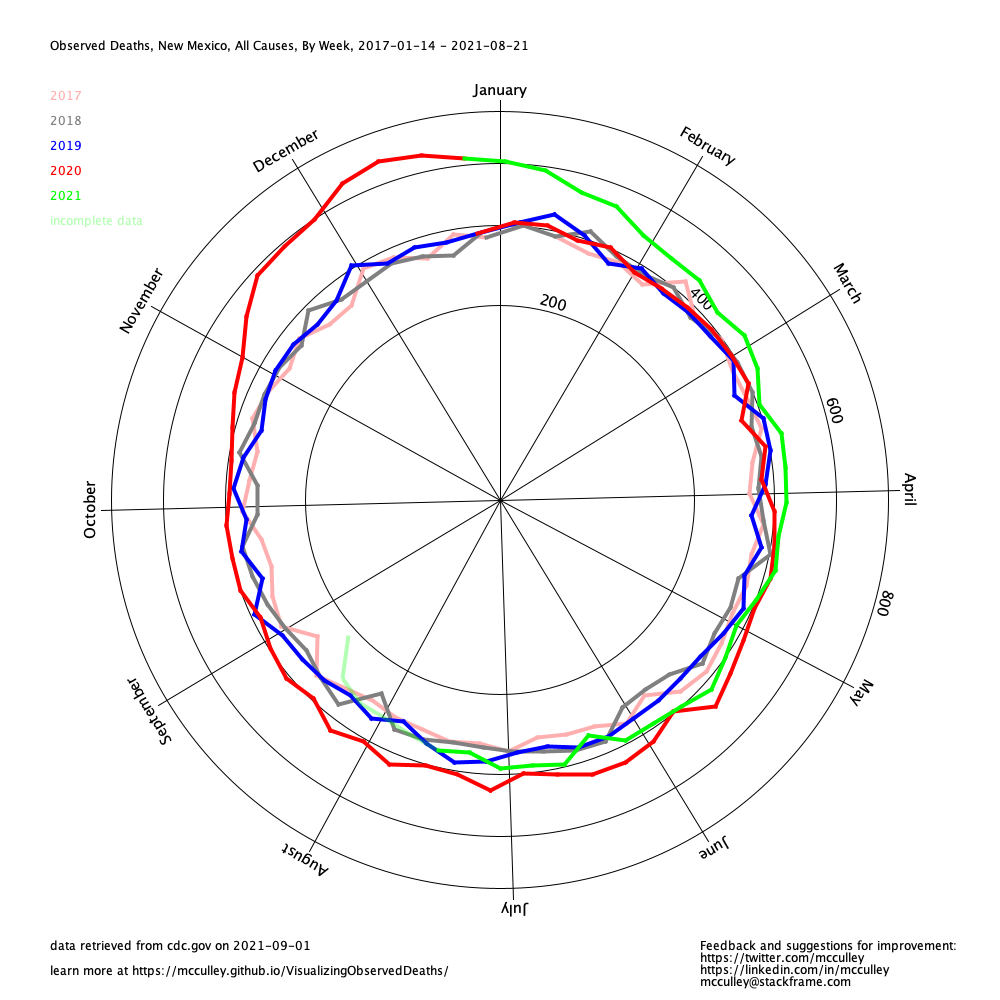 Observed Deaths, New Mexico, All Causes, By Week, 2017-01-14 - 2021-08-21
2017
2018
2019
2020
2021
incomplete data
January
February
March
April
May
June
July
August
September
October
November
December
200
400
600
800
data retrieved from cdc.gov on 2021-09-01
learn more at https://mcculley.github.io/VisualizingObservedDeaths/
Feedback and suggestions for improvement:
https://twitter.com/mcculley
https://linkedin.com/in/mcculley
mcculley@stackframe.com